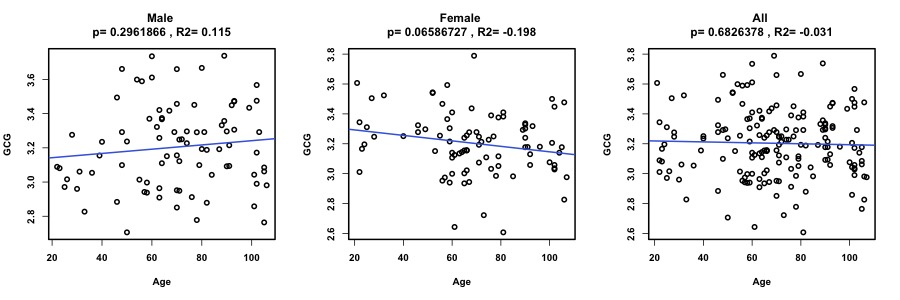 Male
p= 0.2961866 , R2= 0.115
GCG
3.6
3.4
3.2
3.0
2.8
20 40 60 80 100
Age
Female
p= 0.06586727 , R2= -0.198
GCG
3.8
3.6
3.4
3.2
3.0
2.8
2.6
20 40 60 80 100
Age
All
p= 0.6826378 , R2= -0.031
GCG
3.8
3.6
3.4
3.2
3.0
2.8
2.6
20 40 60 80 100
Age